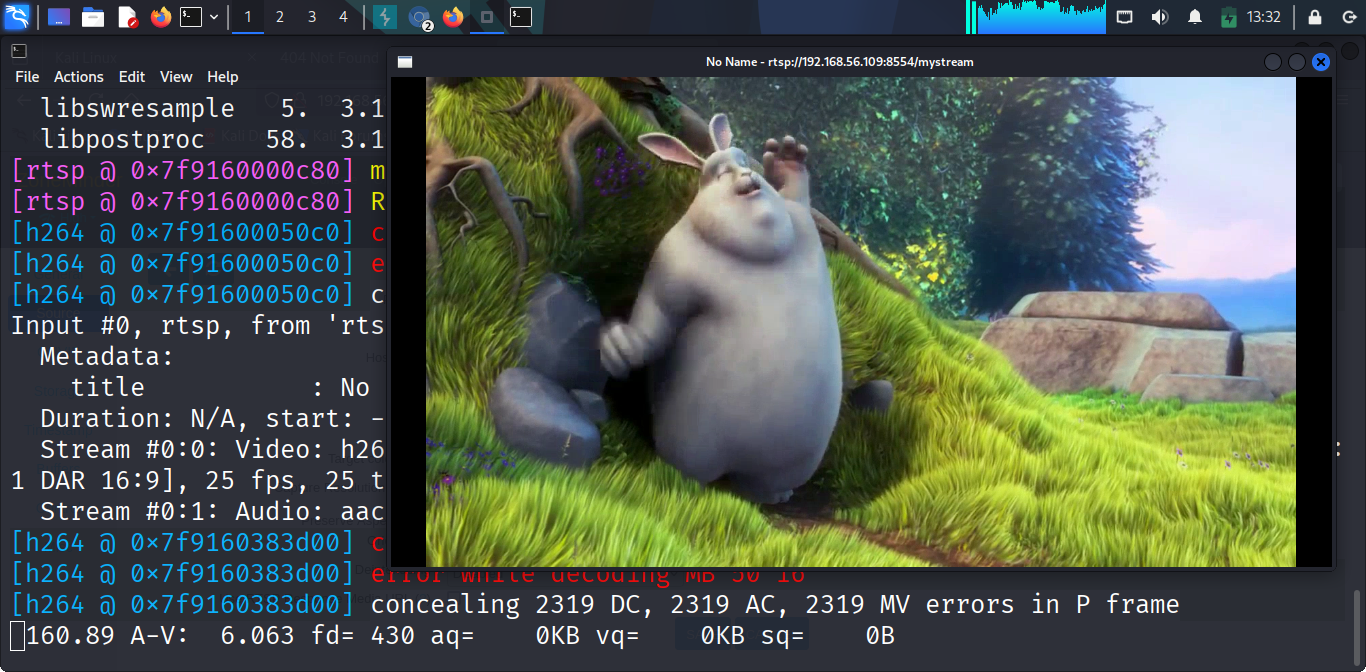 1 2 3 4 2 13:32
No Name - rtsp://192.168.56.109:8554/mystream
File Actions Edit View Help
libswresample 5. 3.1
libpostproc 58. 3.1
[rtsp @ 0x7f9160000c80] m
[rtsp @ 0x7f9160000c80] R
[h264 @ 0x7f91600050c0] c
[h264 @ 0x7f91600050c0] e
[h264 @ 0x7f91600050c0] c
Input #0, rtsp, from 'rts
Metadata:
title : No
Duration: N/A, start: -
Stream #0:0: Video: h26
1 DAR 16:9], 25 fps, 25 t
Stream #0:1: Audio: aac
[h264 @ 0x7f9160383d00] c
[h264 @ 0x7f9160383d00] error while decoding MB 50 16
[h264 @ 0x7f9160383d00] concealing 2319 DC, 2319 AC, 2319 MV errors in P frame
160.89 A-V: 6.063 fd= 430 aq= 0KB vq= 0KB sq= 0B